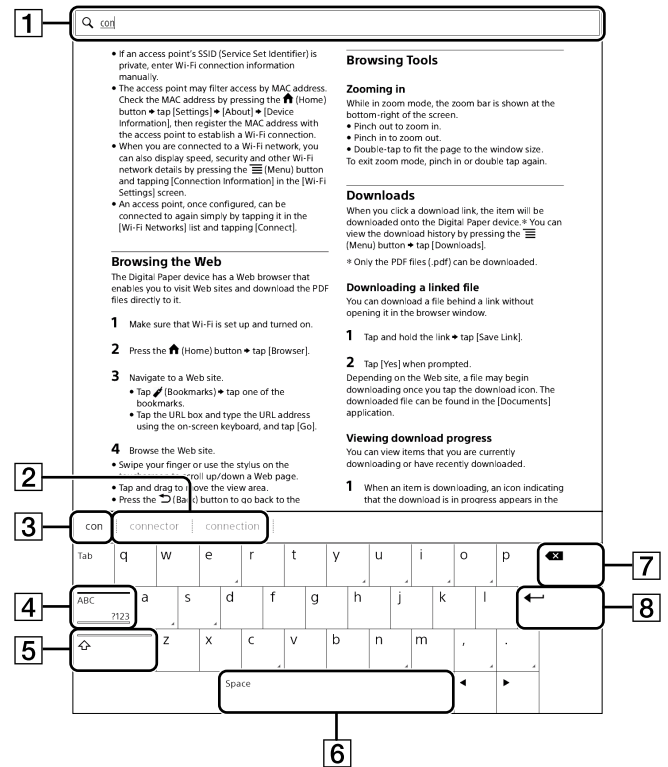 1
con
• If an access point's SSID (Service Set Identifier) is
private, enter Wi-Fi connection information
manually.
• The access point may filter access by MAC address.
Check the MAC address by pressing the (Home)
button ➧ tap [Settings] ➧ [About] ➧ [Device
Information], then register the MAC address with
the access point to establish a Wi-Fi connection.
• When you are connected to a Wi-Fi network, you
can also display speed, security and other Wi-Fi
network details by pressing the (Menu) button
and tapping [Connection Information] in the [Wi-Fi
Settings] screen.
• An access point, once configured, can be
connected to again simply by tapping it in the
[Wi-Fi Networks] list and tapping [Connect].
Browsing the Web
The Digital Paper device has a Web browser that
enables you to visit Web sites and download the PDF
files directly to it.
1 Make sure that Wi-Fi is set up and turned on.
2 Press the (Home) button ➧ tap [Browser].
3 Navigate to a Web site.
• Tap (Bookmarks) ➧ tap one of the
bookmarks.
• Tap the URL box and type the URL address
using the on-screen keyboard, and tap [Go].
4 Browse the Web site.
• Swipe your finger or use the stylus on the
to scroll up/down a Web page.
• Tap and drag to move the view area.
• Press the (Back) button to go back to the
Browsing Tools
Zooming in
While in zoom mode, the zoom bar is shown at the
bottom-right of the screen.
• Pinch out to zoom in.
• Pinch in to zoom out.
• Double-tap to fit the page to the window size.
To exit zoom mode, pinch in or double tap again.
Downloads
When you click a download link, the item will be
downloaded onto the Digital Paper device.* You can
view the download history by pressing the
(Menu) button ➧ tap [Downloads].
* Only the PDF files (.pdf) can be downloaded.
Downloading a linked file
You can download a file behind a link without
opening it in the browser window.
1 Tap and hold the link ➧ tap [Save Link].
2 Tap [Yes] when prompted.
Depending on the Web site, a file may begin
downloading once you tap the download icon. The
downloaded file can be found in the [Documents]
application.
Viewing download progress
You can view items that you are currently
downloading or have recently downloaded.
1 When an item is downloading, an icon indicating
that the download is in progress appears in the
2
3
con connector connection
Tab q w e r t y u i o p
7
4
ABC
?123
a s d f g h j k l
8
5
z x c v b n m , .
Space
6